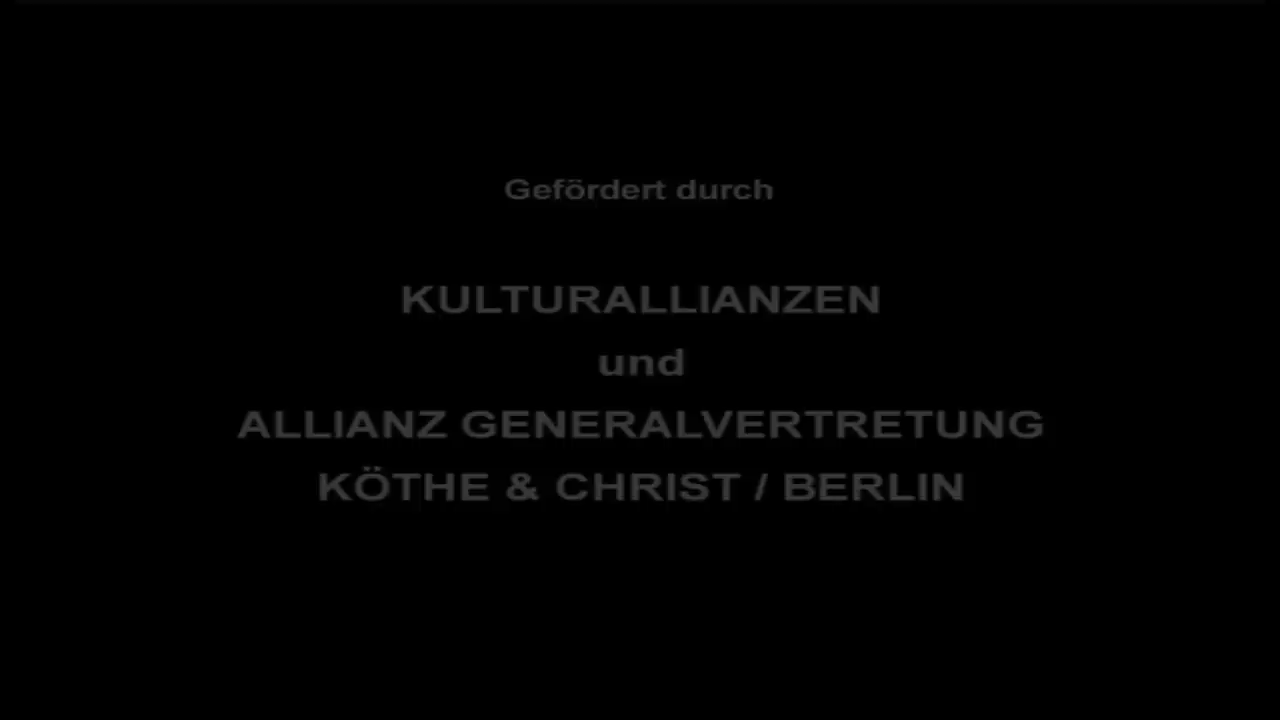 Gefördert durch
KULTURALLIANZEN
und
ALLIANZ GENERALVERTRETUNG
KÖTHE & CHRIST / BERLIN